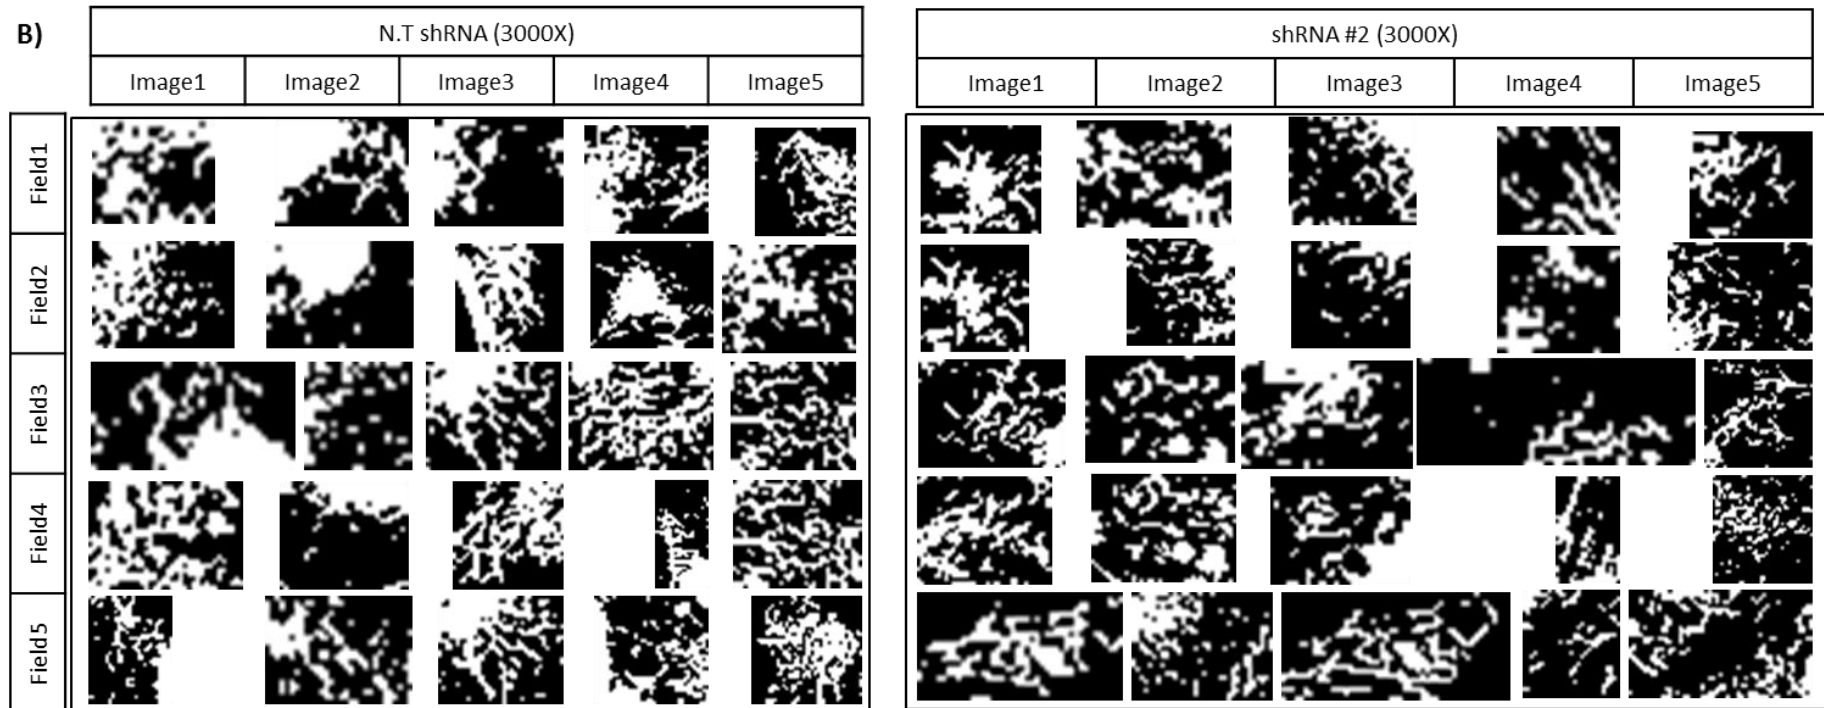 B)
N.T shRNA (3000X)
Image1 Image2 Image3 Image4 Image5
shRNA #2 (3000X)
Image1 Image2 Image3 Image4 Image5
Field1
Field2
Field3
Field4
Field5